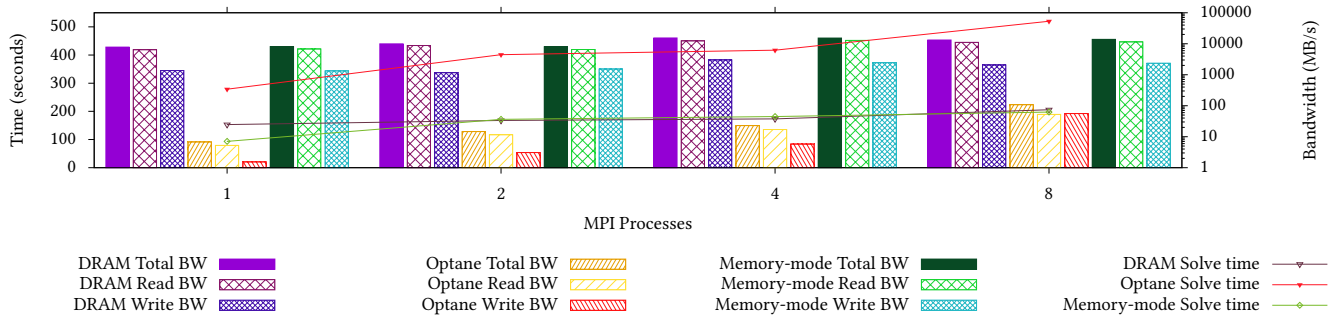 Time (seconds)
500
400
300
200
100
0
100000
10000
1000
100
10
1
Bandwidth (MB/s)
1 2 4 8
MPI Processes
DRAM Total BW Optane Total BW Memory-mode Total BW DRAM Solve time
DRAM Read BW Optane Read BW Memory-mode Read BW Optane Solve time
DRAM Write BW Optane Write BW Memory-mode Write BW Memory-mode Solve time